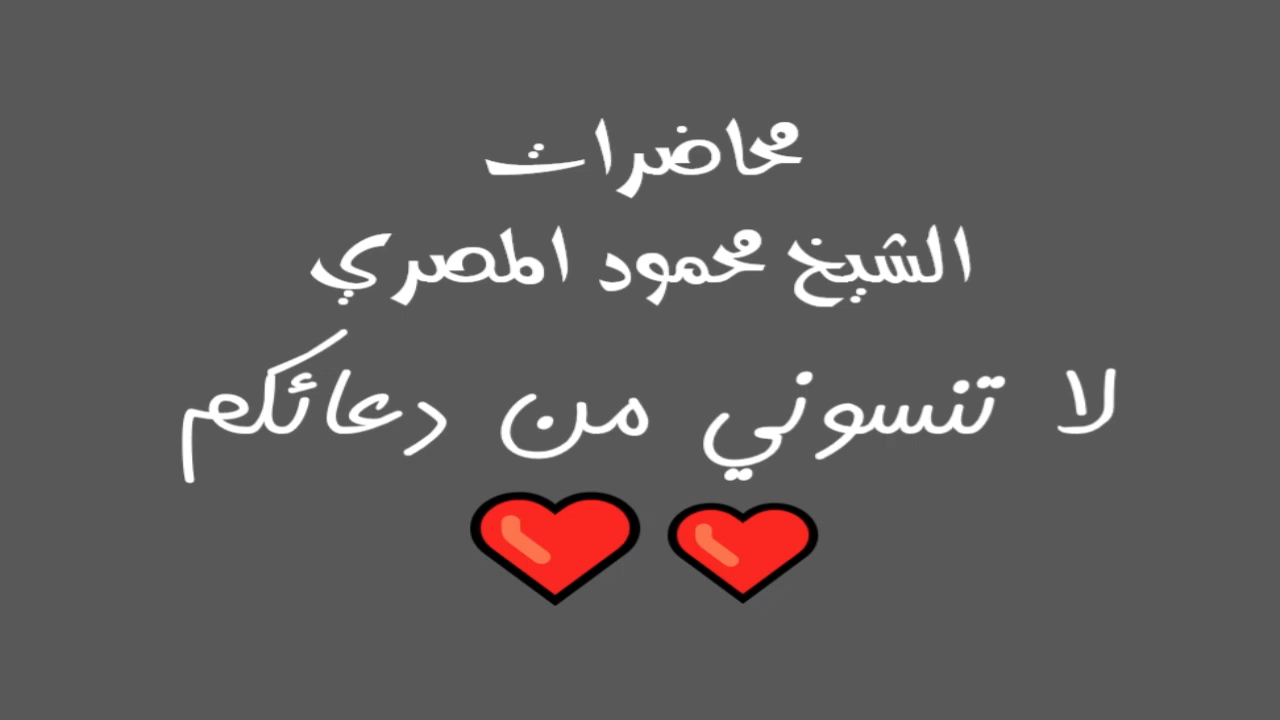 محاضرات
الشيخ محمود المصري
لا تنسوني من دعائكم